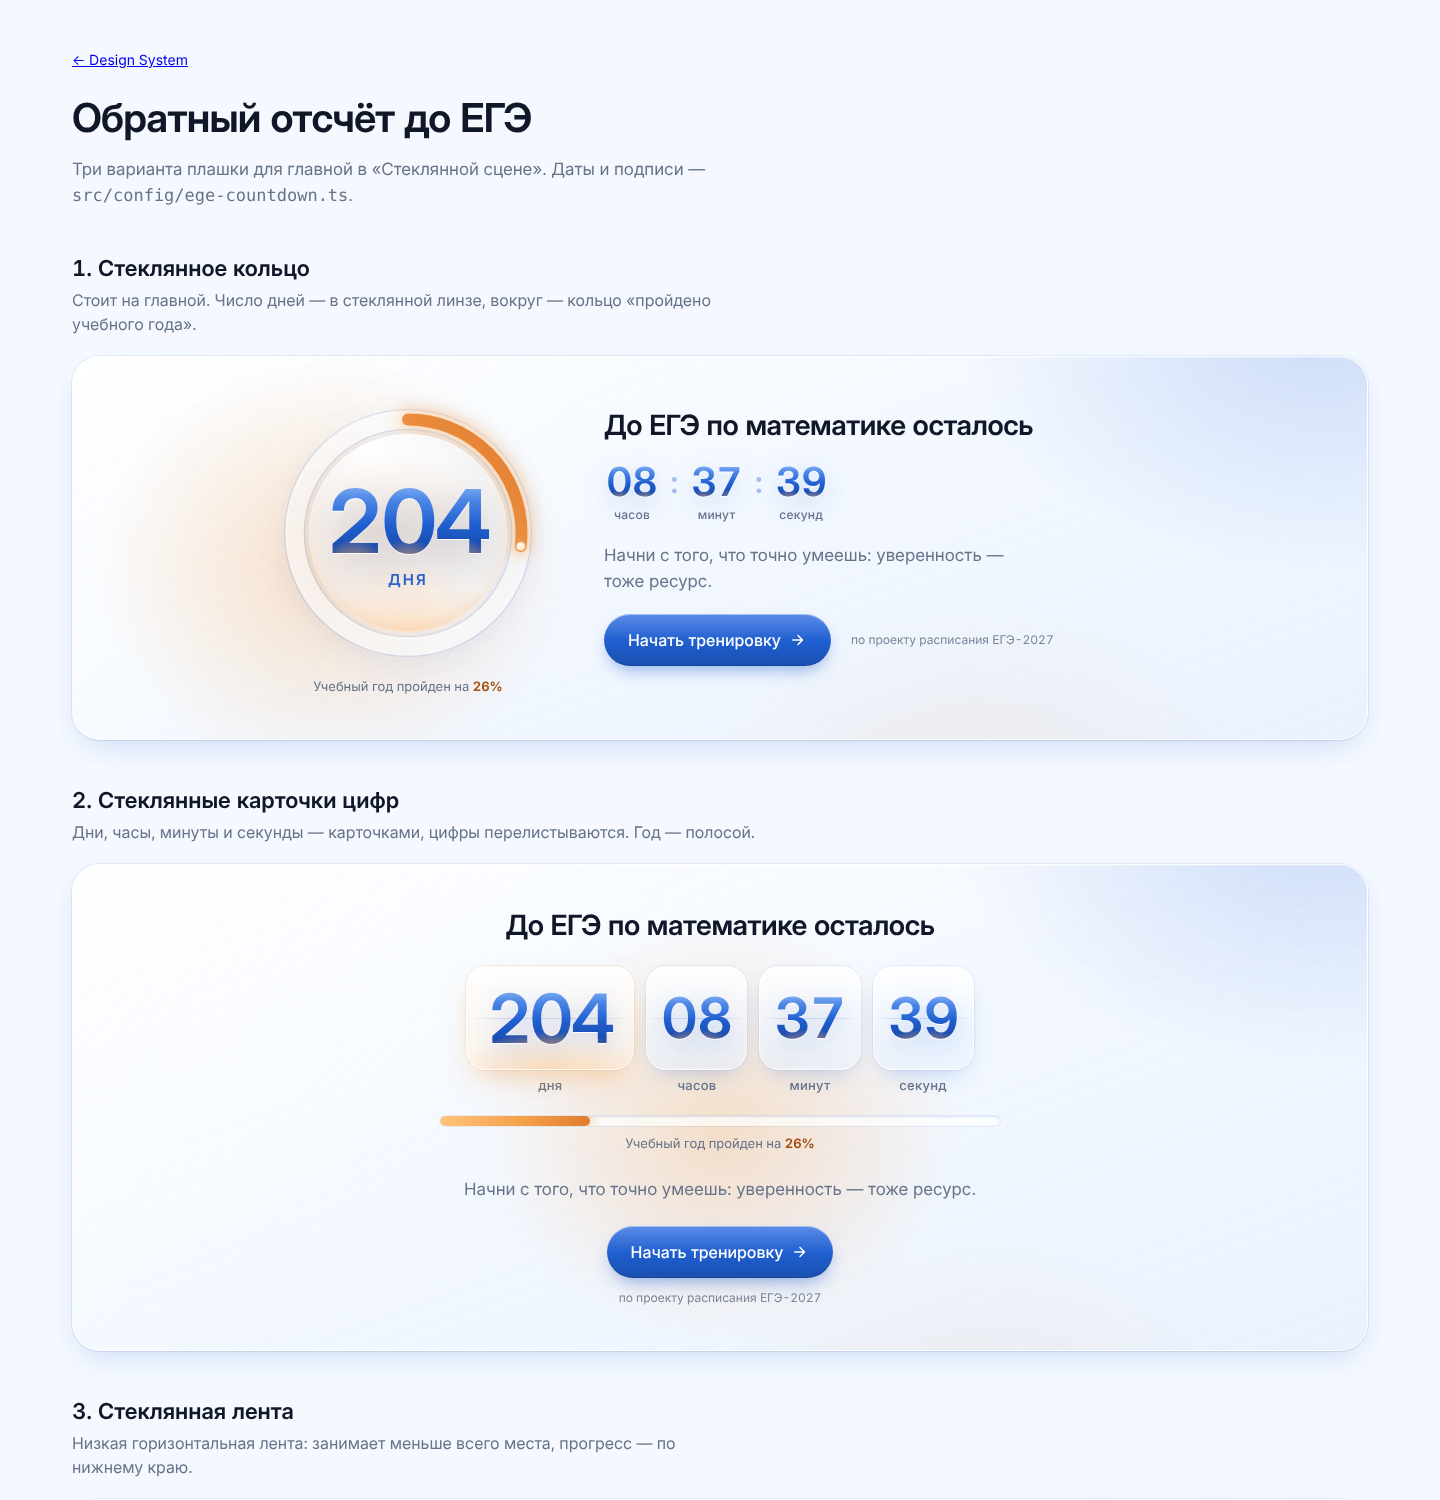 ← Design System
Обратный отсчёт до ЕГЭ
Три варианта плашки для главной в «Стеклянной сцене». Даты и подписи —
src/config/ege-countdown.ts.
1. Стеклянное кольцо
Стоит на главной. Число дней — в стеклянной линзе, вокруг — кольцо «пройдено
учебного года».
204
ДНЯ
Учебный год пройден на 26%
До ЕГЭ по математике осталось
08 : 37 : 39
часов минут секунд
Начни с того, что точно умеешь: уверенность —
тоже ресурс.
Начать тренировку →
по проекту расписания ЕГЭ-2027
2. Стеклянные карточки цифр
Дни, часы, минуты и секунды — карточками, цифры перелистываются. Год — полосой.
До ЕГЭ по математике осталось
204 08 37 39
дня часов минут секунд
Учебный год пройден на 26%
Начни с того, что точно умеешь: уверенность — тоже ресурс.
Начать тренировку →
по проекту расписания ЕГЭ-2027
3. Стеклянная лента
Низкая горизонтальная лента: занимает меньше всего места, прогресс — по
нижнему краю.